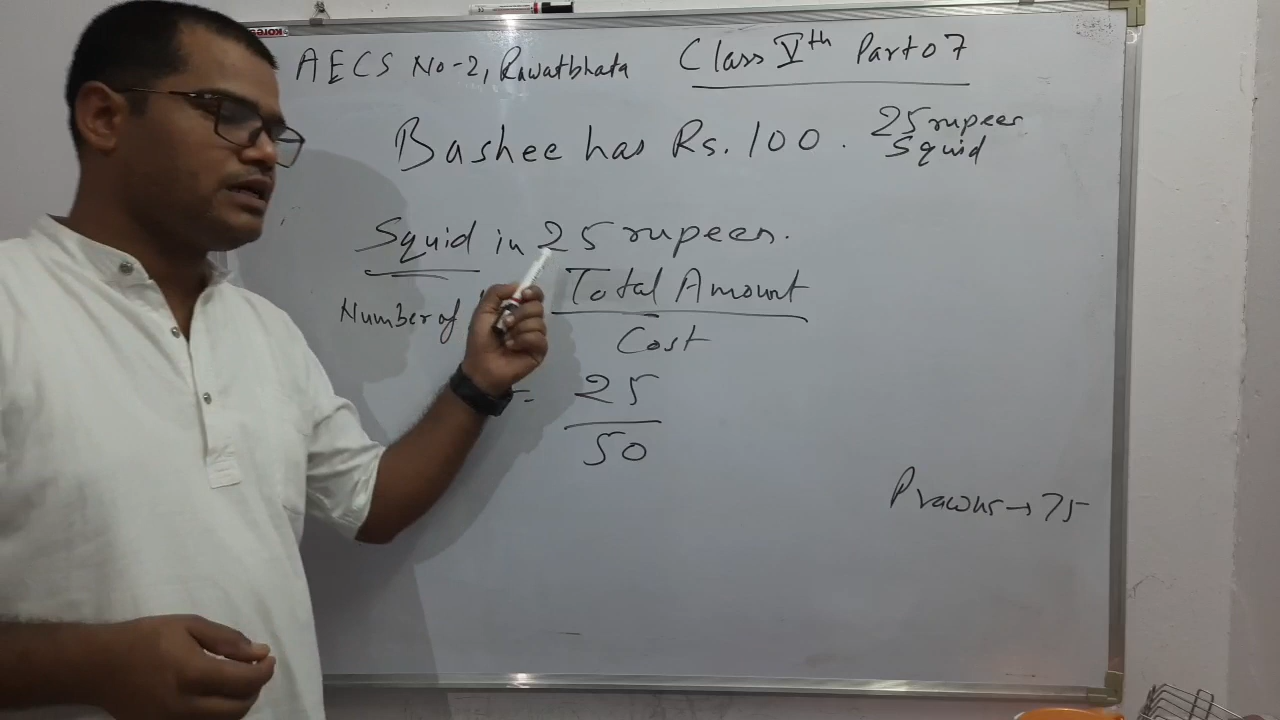 AECS No-2, Rawatbhata Class Vth Part 07
Bashee has Rs. 100. 25 rupees
Squid
Squid in 25 rupees.
Number of
Total Amount
Cost
= 25
50
Prawns → 75